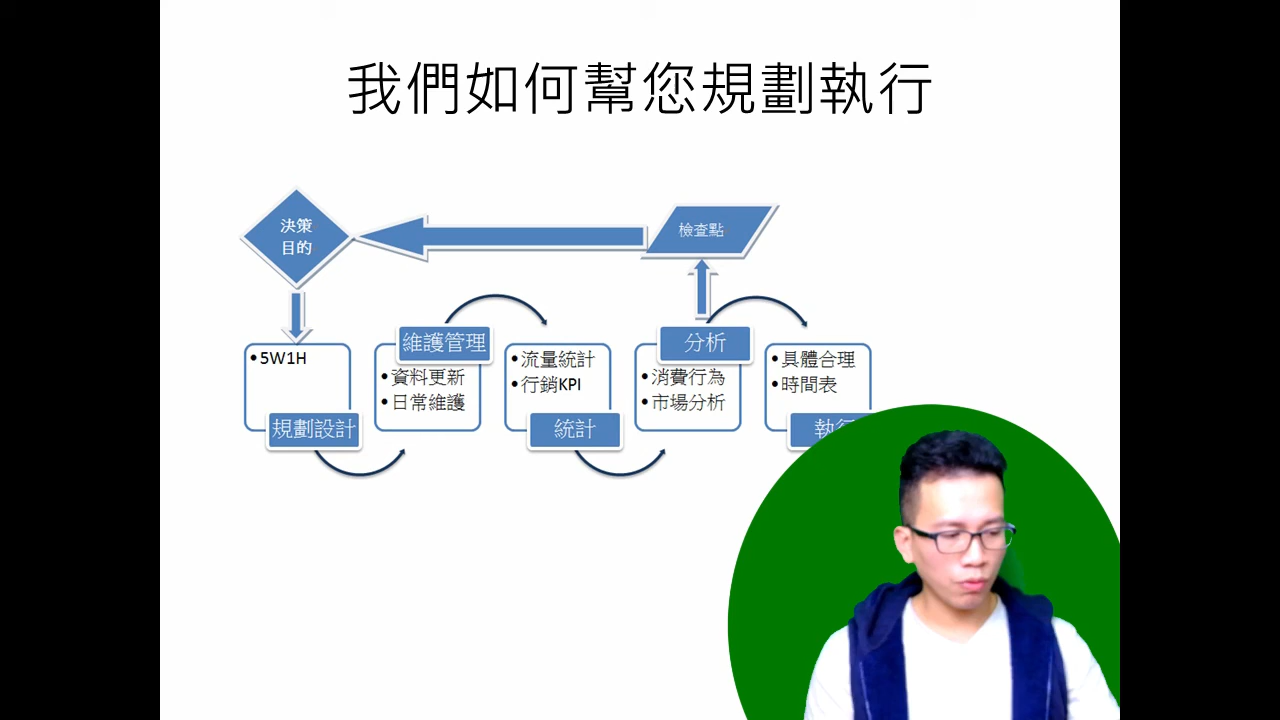 我們如何幫您規劃執行
決策
目的
檢查點
•5W1H
規劃設計
維護管理
•資料更新
•日常維護
•流量統計
•行銷KPI
統計
分析
•消費行為
•市場分析
•具體合理
•時間表
執行